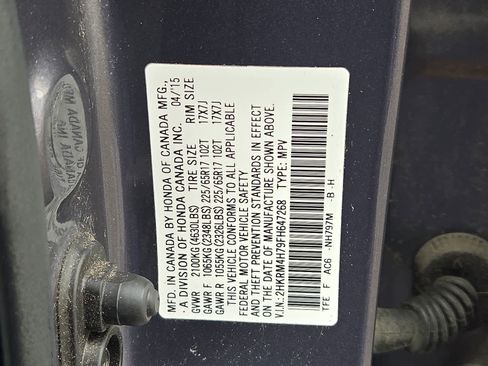 MFD. IN CANADA BY HONDA OF CANADA MFG.,
- A DIVISION OF HONDA CANADA INC. 04/15
GVWR 2100KG(4630LBS) TIRE SIZE RIM SIZE
GAWR F 1065KG(2348LBS) 225/65R17 102T 17X7J
GAWR R 1055KG(2326LBS) 225/65R17 102T 17X7J
THIS VEHICLE CONFORMS TO ALL APPLICABLE
FEDERAL MOTOR VEHICLE SAFETY
AND THEFT PREVENTION STANDARDS IN EFFECT
ON THE DATE OF MANUFACTURE SHOWN ABOVE.
V.I.N.:2HKRM4H79FH647268 TYPE: MPV
TFE F AC6 -NH797M -B -H